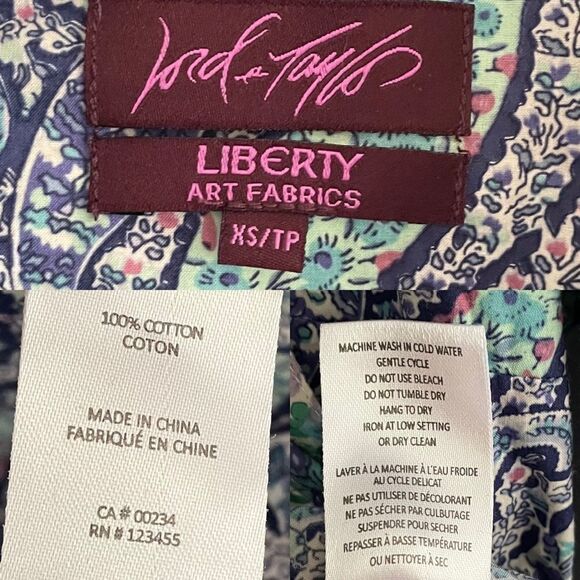 Lord & Taylor
LIBERTY
ART FABRICS
XS/TP
100% COTTON
COTON
MADE IN CHINA
FABRIQUÉ EN CHINE
CA # 00234
RN # 123455
MACHINE WASH IN COLD WATER
GENTLE CYCLE
DO NOT USE BLEACH
DO NOT TUMBLE DRY
HANG TO DRY
IRON AT LOW SETTING
OR DRY CLEAN
LAVER À LA MACHINE À L'EAU FROIDE
AU CYCLE DELICAT
NE PAS UTILISER DE DÉCOLORANT
NE PAS SÉCHER PAR CULBUTAGE
SUSPENDRE POUR SECHER
REPASSER À BASSE TEMPÉRATURE
OU NETTOYER À SEC